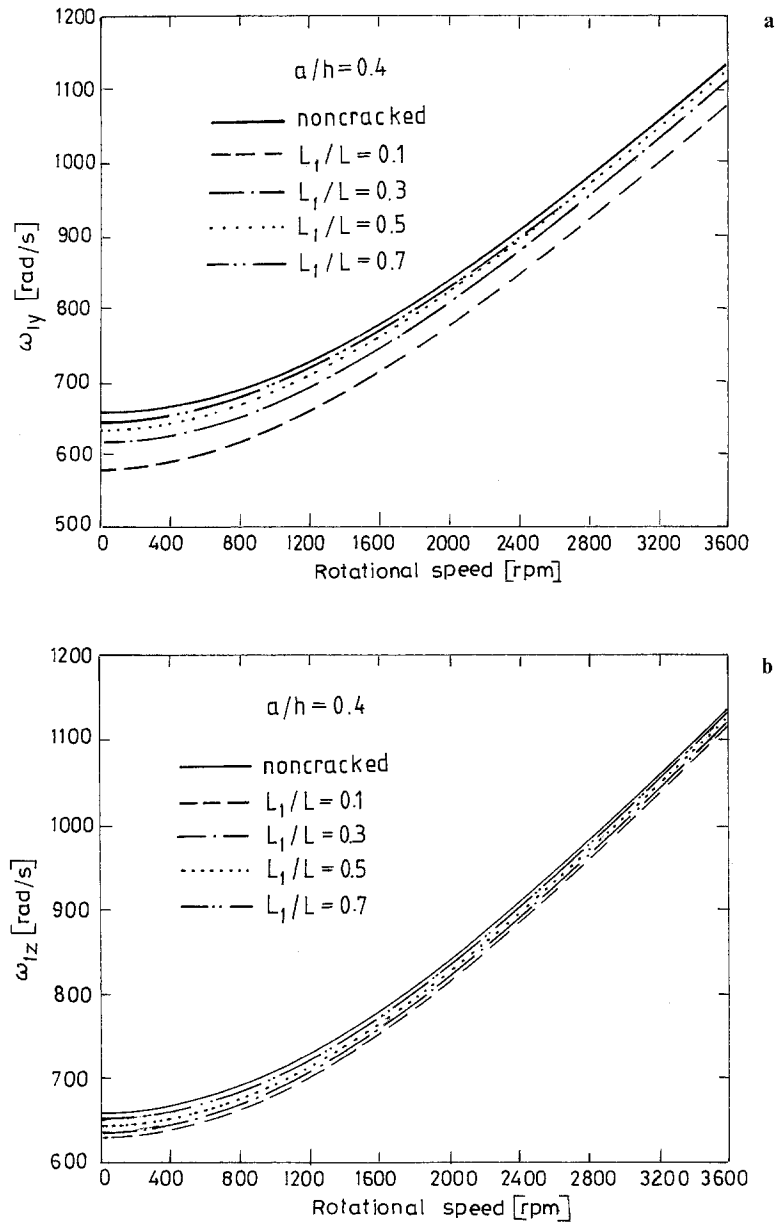 a
1200
1100
1000
900
800
700
600
500
ω1y [rad/s]
a/h = 0.4
noncracked
L1/L = 0.1
L1/L = 0.3
L1/L = 0.5
L1/L = 0.7
0 400 800 1200 1600 2000 2400 2800 3200 3600
Rotational speed [rpm]
b
1200
1100
1000
900
800
700
600
ω1z [rad/s]
a/h = 0.4
noncracked
L1/L = 0.1
L1/L = 0.3
L1/L = 0.5
L1/L = 0.7
0 400 800 1200 1600 2000 2400 2800 3200 3600
Rotational speed [rpm]